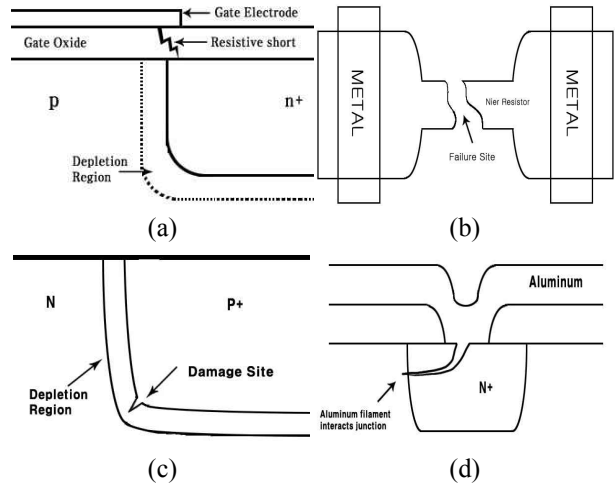 Gate Electrode
Gate Oxide
Resistive short
p
n+
Depletion
Region
(a)
METAL
Nier Resistor
METAL
Failure Site
(b)
N
P+
Depletion
Region
Damage Site
(c)
Aluminum
N+
Aluminum filament
interacts junction
(d)